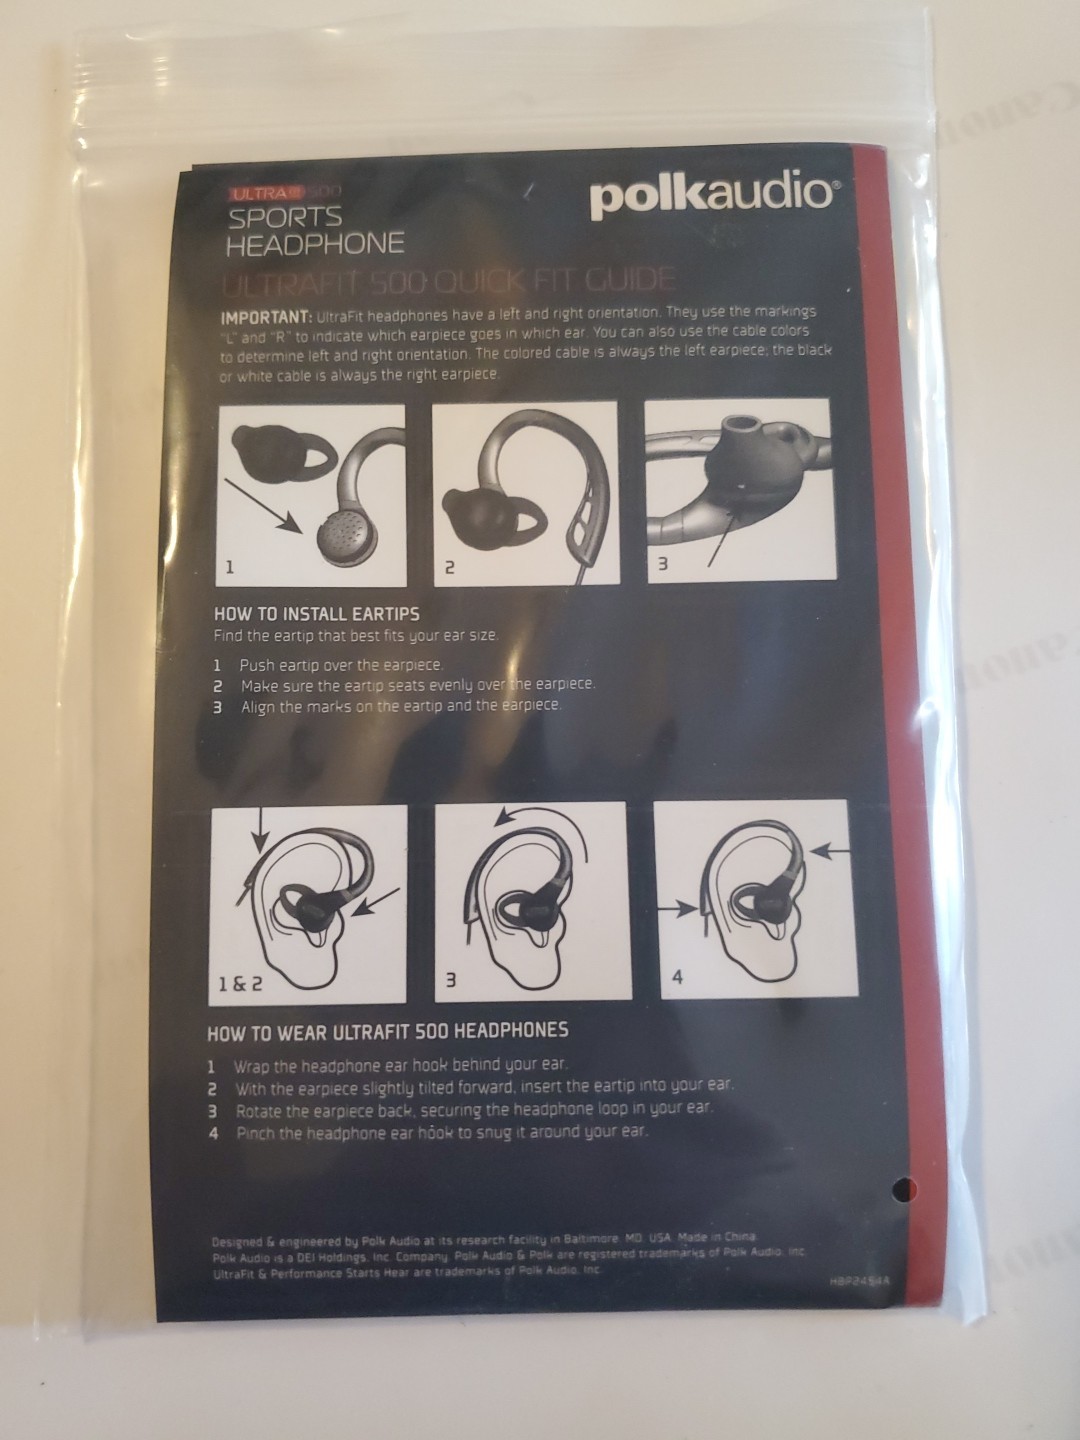 ULTRAFIT 500
SPORTS
HEADPHONE
polkaudio®
ULTRAFIT 500 QUICK FIT GUIDE
IMPORTANT: UltraFit headphones have a left and right orientation. They use the markings
"L" and "R" to indicate which earpiece goes in which ear. You can also use the cable colors
to determine left and right orientation. The colored cable is always the left earpiece; the black
or white cable is always the right earpiece.
1
2
3
HOW TO INSTALL EARTIPS
Find the eartip that best fits your ear size.
1 Push eartip over the earpiece.
2 Make sure the eartip seats evenly over the earpiece.
3 Align the marks on the eartip and the earpiece.
1 & 2
3
4
HOW TO WEAR ULTRAFIT 500 HEADPHONES
1 Wrap the headphone ear hook behind your ear.
2 With the earpiece slightly tilted forward, insert the eartip into your ear.
3 Rotate the earpiece back, securing the headphone loop in your ear.
4 Pinch the headphone ear hook to snug it around your ear.
Designed & engineered by Polk Audio at its research facility in Baltimore, MD, USA. Made in China.
Polk Audio is a DEI Holdings, Inc. Company. Polk Audio & Polk are registered trademarks of Polk Audio, Inc.
UltraFit & Performance Starts Hear are trademarks of Polk Audio, Inc.
HBP2454A
Canon
Canon